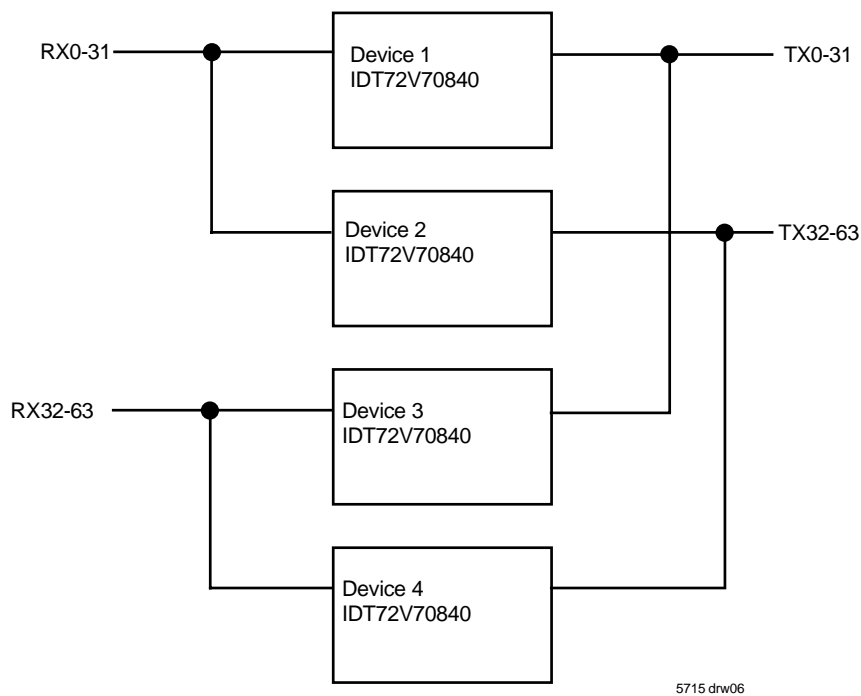 RX0-31
Device 1
IDT72V70840
TX0-31
Device 2
IDT72V70840
TX32-63
RX32-63
Device 3
IDT72V70840
Device 4
IDT72V70840
5715 drw06